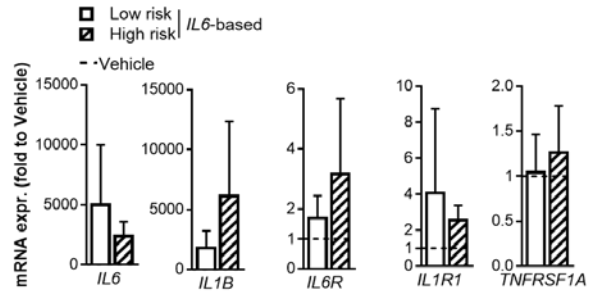 Low risk
High risk
IL6-based
Vehicle
mRNA expr. (fold to Vehicle)
15000
10000
5000
0
IL6
15000
10000
5000
0
IL1B
6
4
2
1
0
IL6R
10
8
6
4
2
1
0
IL1R1
2.0
1.5
1.0
0.5
0.0
TNFRSF1A